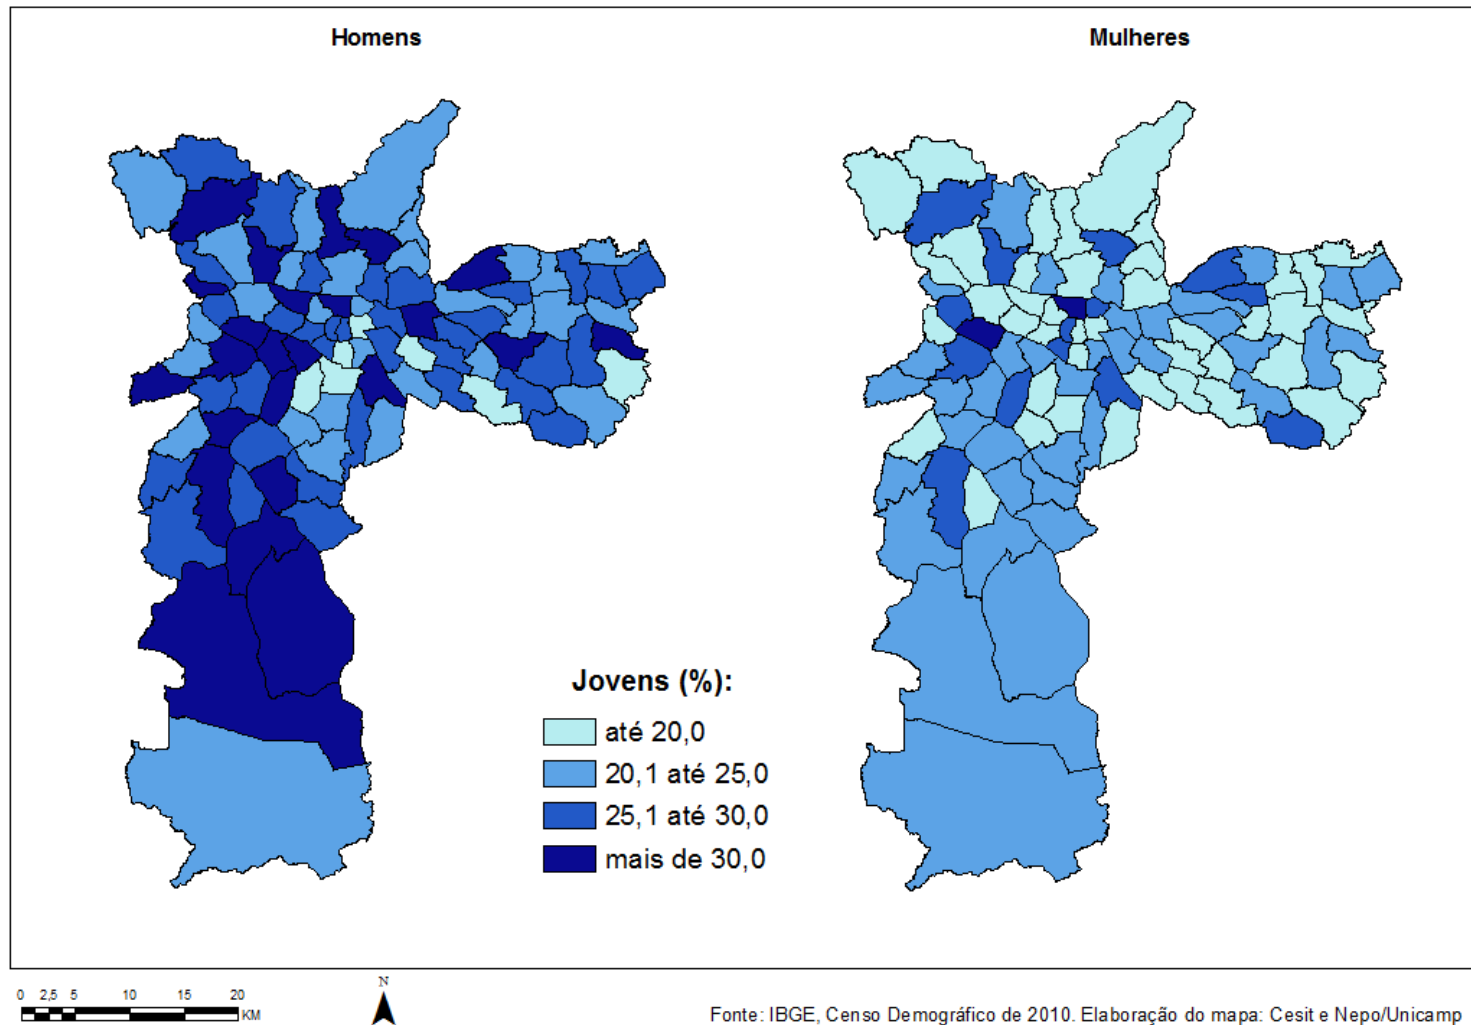 Homens
Mulheres
Jovens (%):
até 20,0
20,1 até 25,0
25,1 até 30,0
mais de 30,0
0 2,5 5 10 15 20
KM
N
Fonte: IBGE, Censo Demográfico de 2010. Elaboração do mapa: Cesit e Nepo/Unicamp